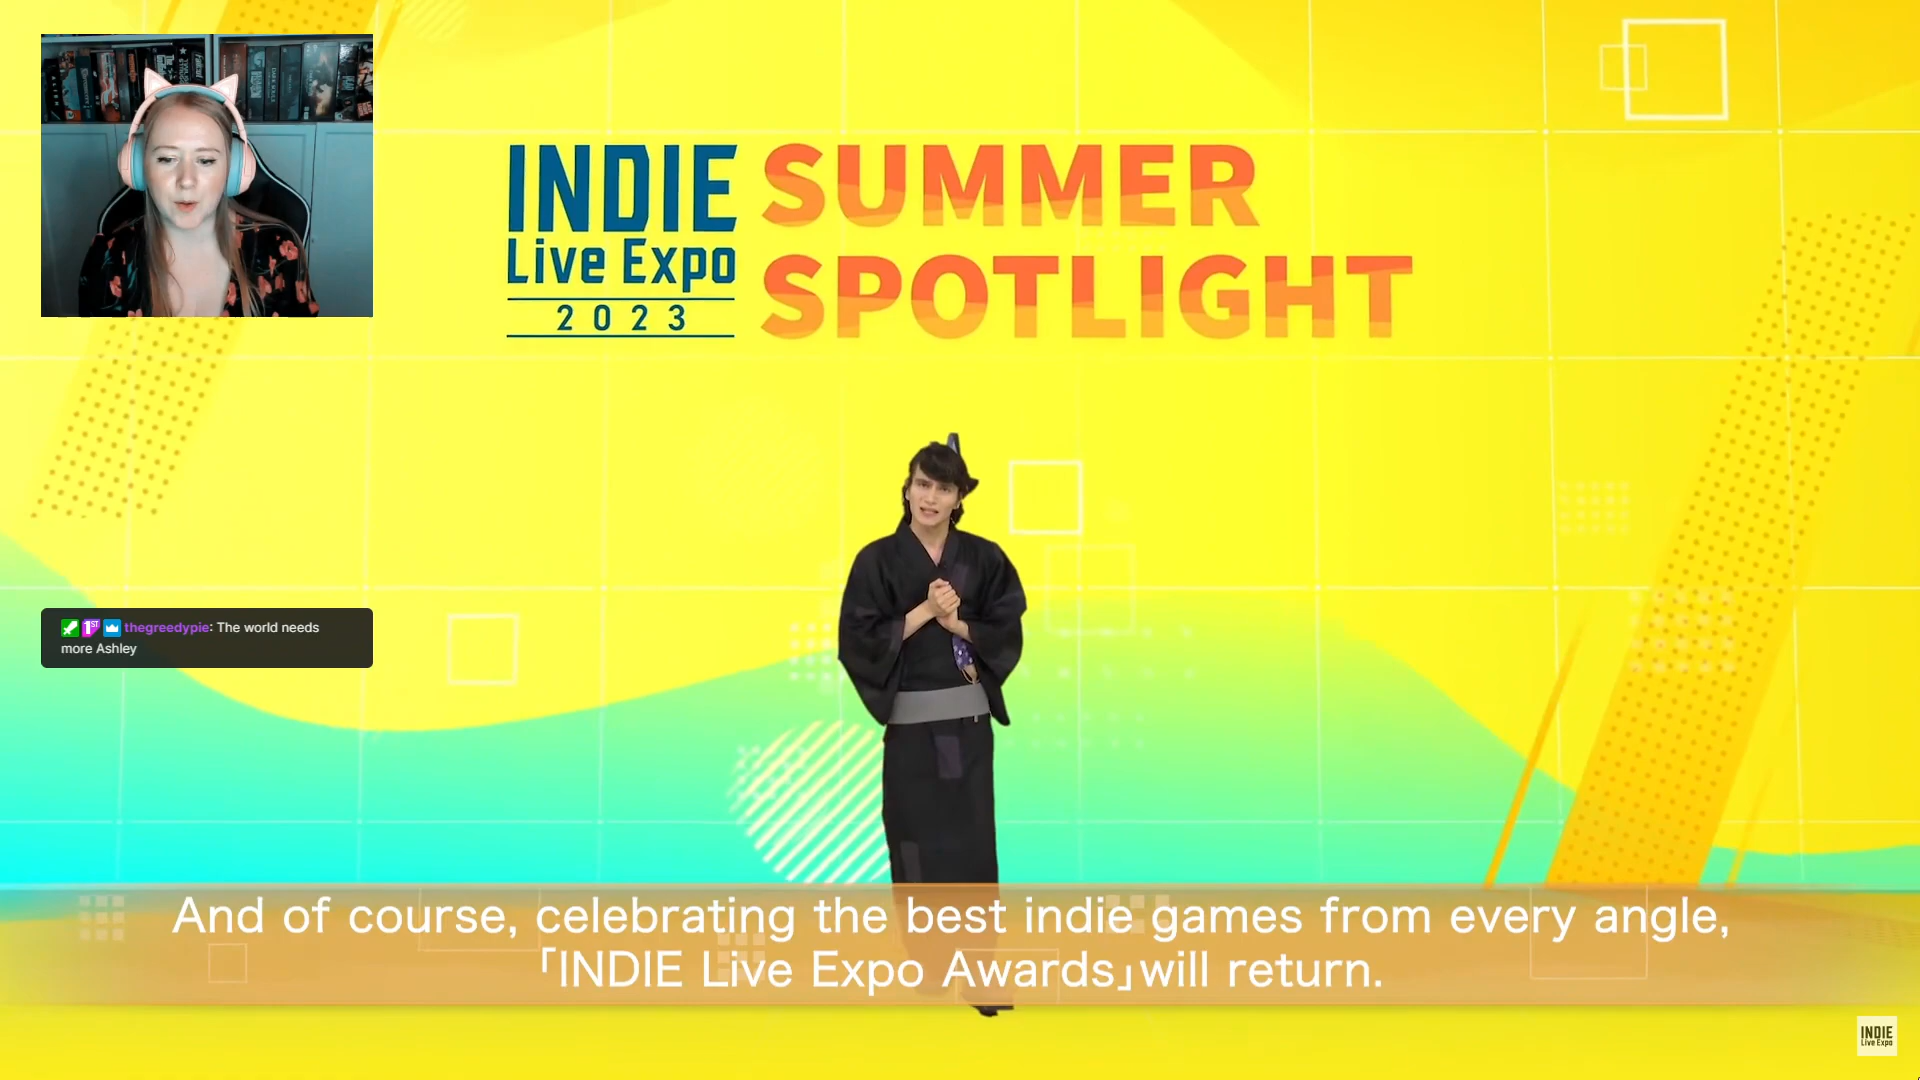 INDIE
Live Expo
2023
SUMMER
SPOTLIGHT
1ST thegreedypie: The world needs
more Ashley
And of course, celebrating the best indie games from every angle,
｢INDIE Live Expo Awards｣will return.
INDIE
Live Expo